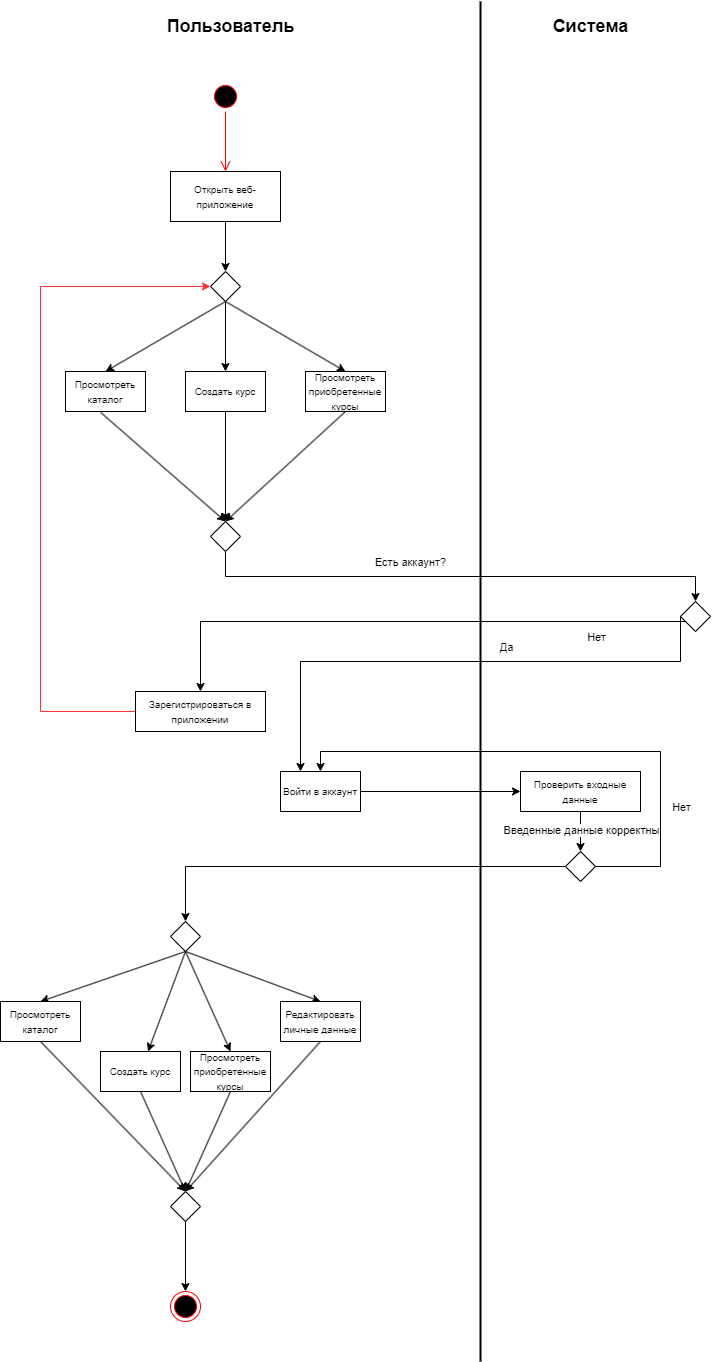 Пользователь
Система
Открыть веб-
приложение
Просмотреть
каталог
Создать курс
Просмотреть
приобретенные
курсы
Есть аккаунт?
Нет
Да
Зарегистрироваться в
приложении
Войти в аккаунт
Проверить входные
данные
Нет
Введенные данные корректны
Просмотреть
каталог
Создать курс
Просмотреть
приобретенные
курсы
Редактировать
личные данные